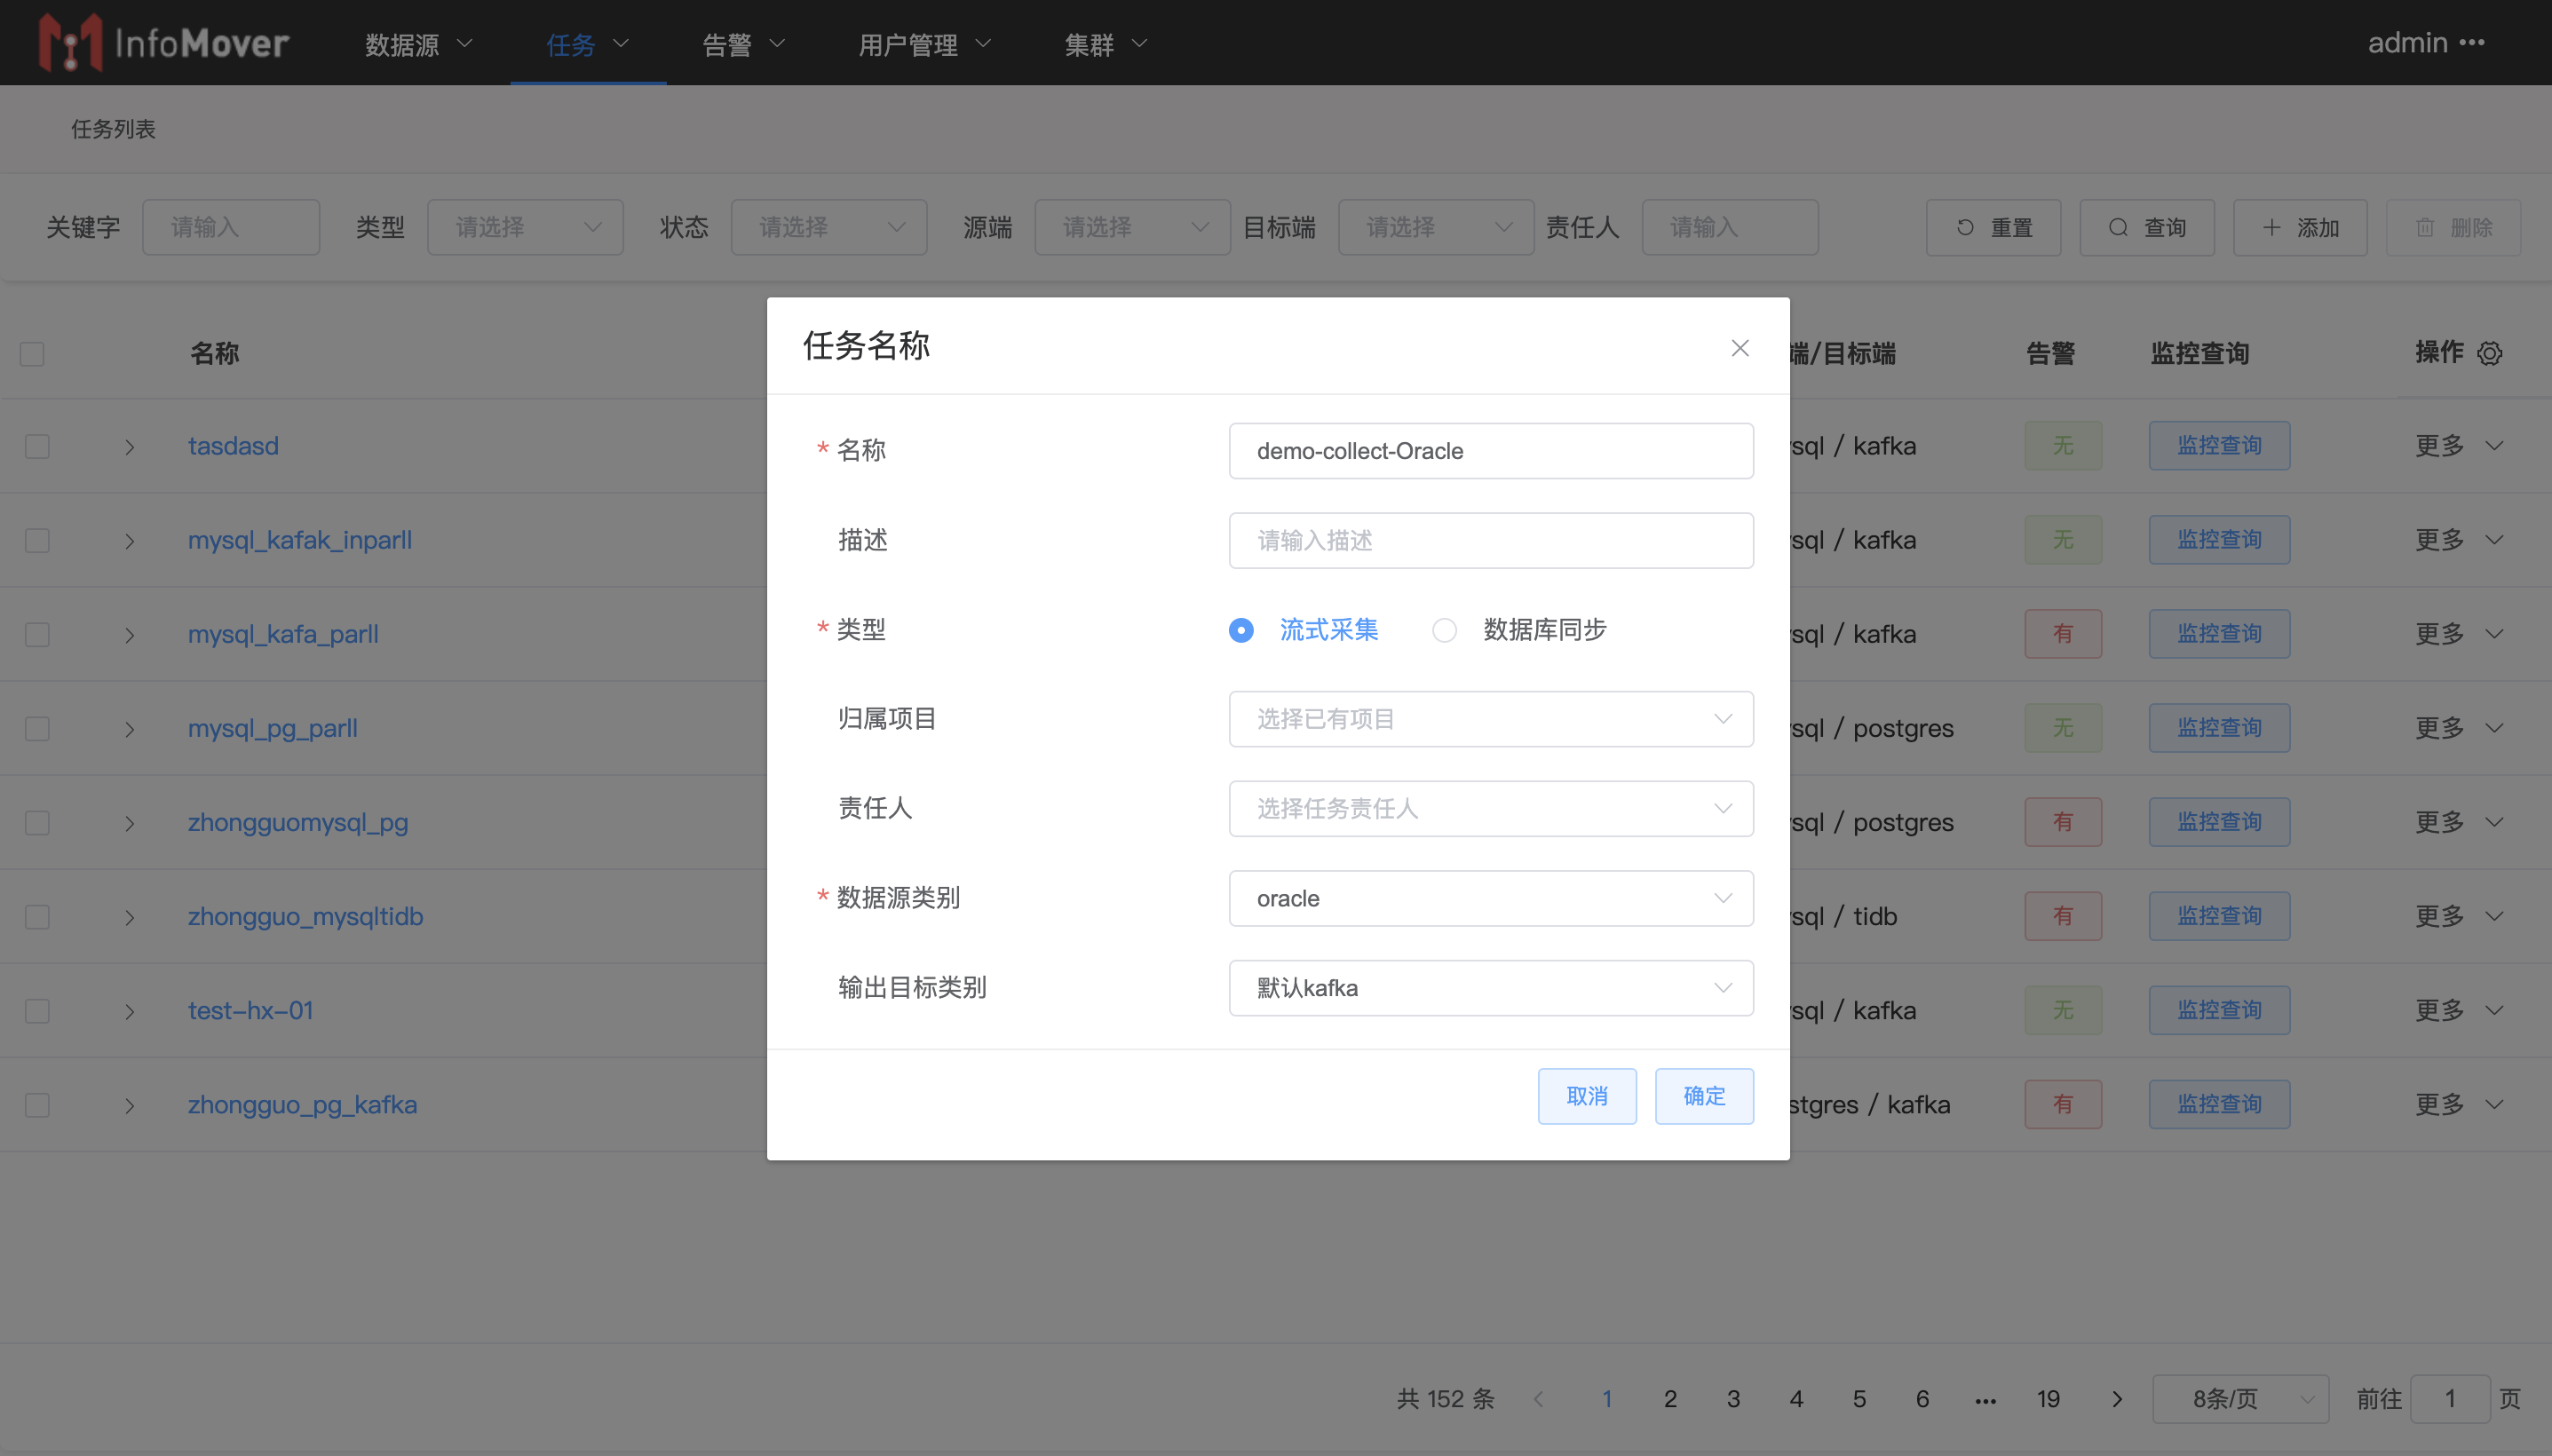 InfoMover 数据源 任务 告警 用户管理 集群 admin
任务列表
关键字 请输入 类型 请选择 状态 请选择 源端 请选择 目标端 请选择 责任人 请输入 重置 查询 添加 删除
名称 端/目标端 告警 监控查询 操作
tasdasd sql / kafka 无 监控查询 更多
mysql_kafak_inparll sql / kafka 无 监控查询 更多
mysql_kafa_parll sql / kafka 有 监控查询 更多
mysql_pg_parll sql / postgres 无 监控查询 更多
zhongguomysql_pg sql / postgres 有 监控查询 更多
zhongguo_mysqltidb sql / tidb 有 监控查询 更多
test-hx-01 sql / kafka 无 监控查询 更多
zhongguo_pg_kafka stgres / kafka 有 监控查询 更多
任务名称
* 名称 demo-collect-Oracle
描述 请输入描述
* 类型 流式采集 数据库同步
归属项目 选择已有项目
责任人 选择任务责任人
* 数据源类别 oracle
输出目标类别 默认kafka
取消 确定
共 152 条 1 2 3 4 5 6 ••• 19 8条/页 前往 1 页